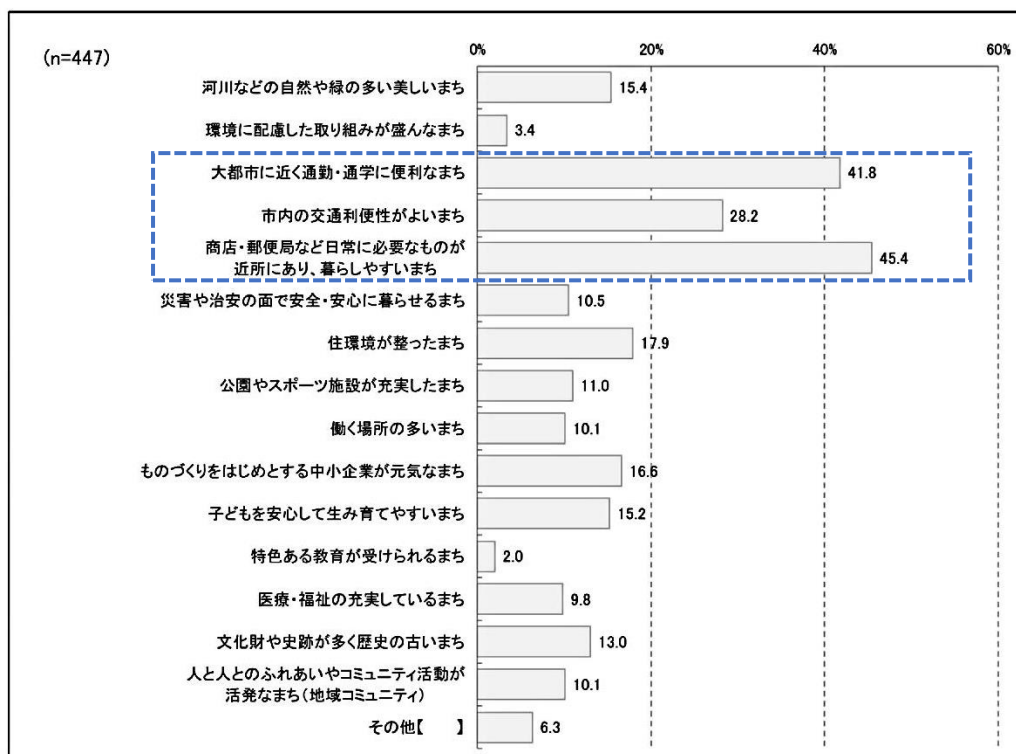 (n=447)
0% 20% 40% 60%
河川などの自然や緑の多い美しいまち 15.4
環境に配慮した取り組みが盛んなまち 3.4
大都市に近く通勤・通学に便利なまち 41.8
市内の交通利便性がよいまち 28.2
商店・郵便局など日常に必要なものが
近所にあり、暮らしやすいまち 45.4
災害や治安の面で安全・安心に暮らせるまち 10.5
住環境が整ったまち 17.9
公園やスポーツ施設が充実したまち 11.0
働く場所の多いまち 10.1
ものづくりをはじめとする中小企業が元気なまち 16.6
子どもを安心して生み育てやすいまち 15.2
特色ある教育が受けられるまち 2.0
医療・福祉の充実しているまち 9.8
文化財や史跡が多く歴史の古いまち 13.0
人と人とのふれあいやコミュニティ活動が
活発なまち(地域コミュニティ) 10.1
その他【　　】 6.3